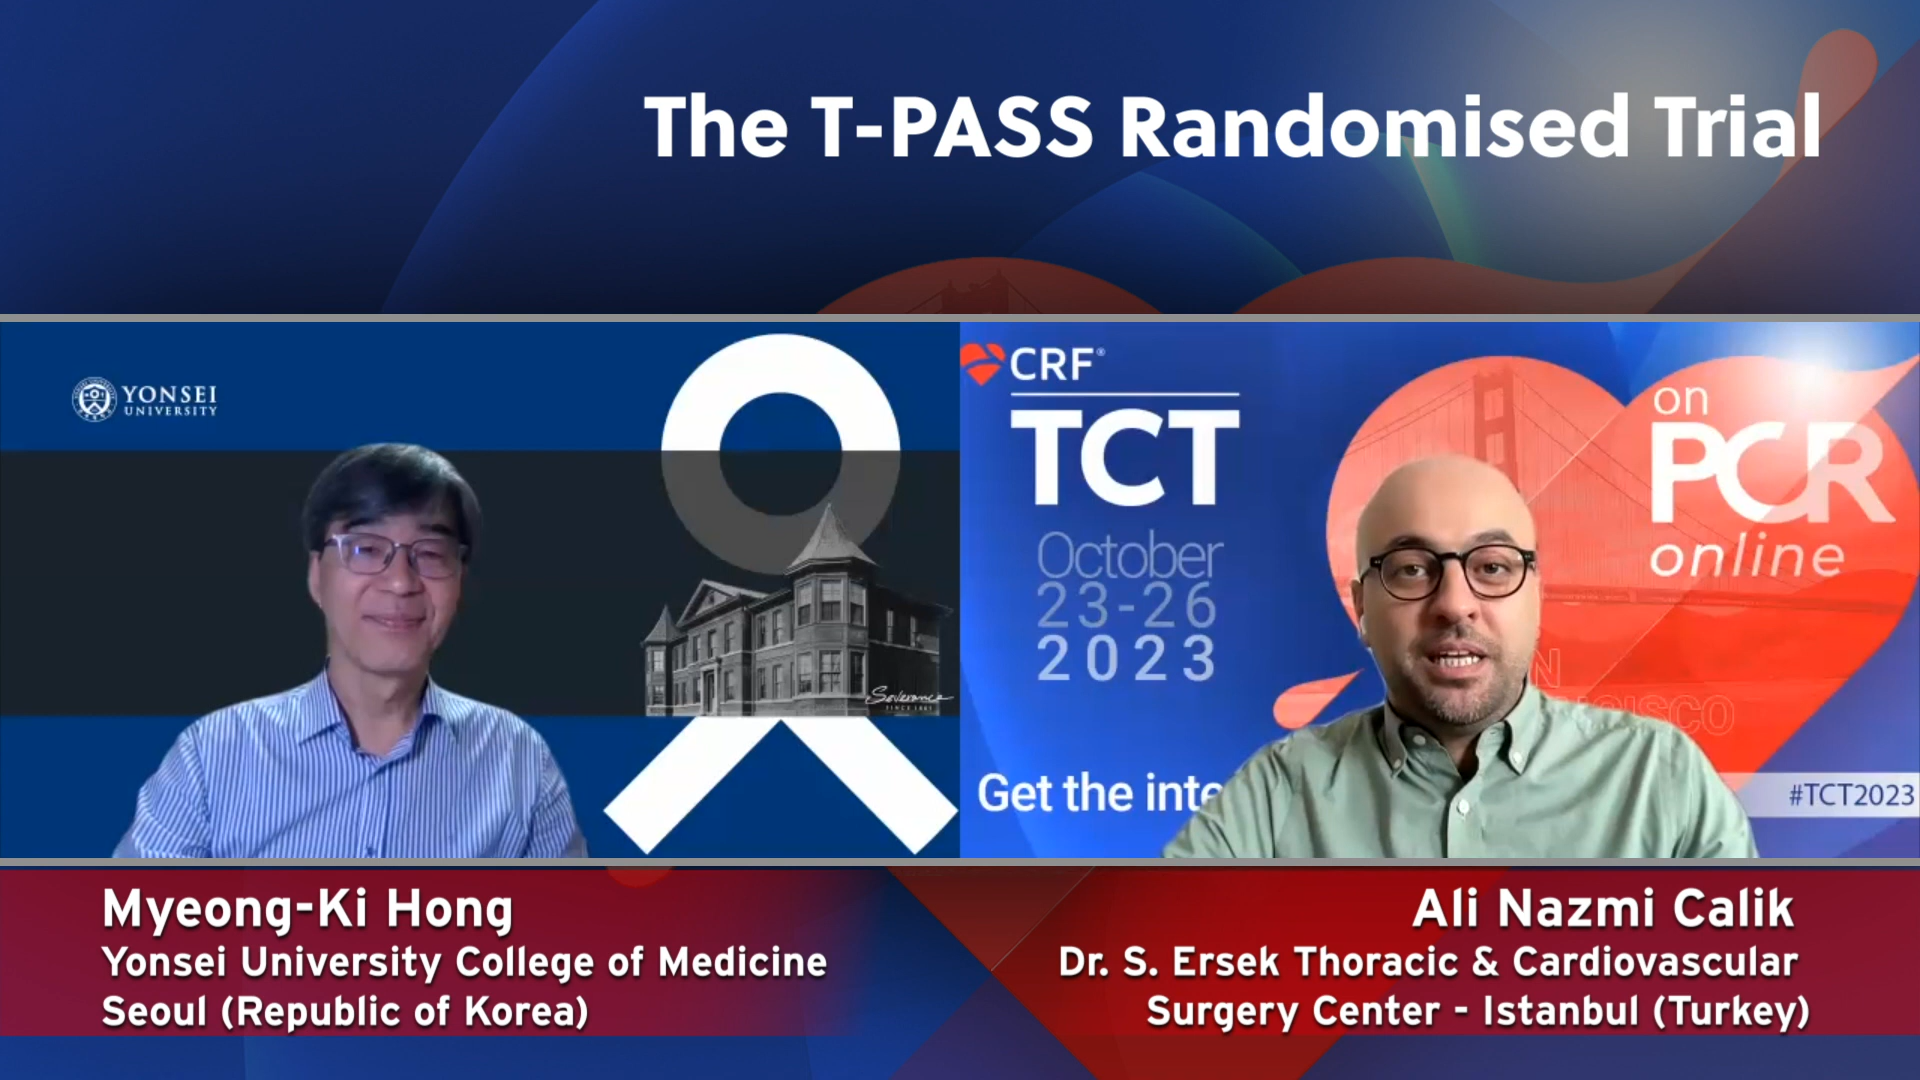 The T-PASS Randomised Trial
YONSEI
UNIVERSITY
Severance
CRF®
TCT
October
23-26
2023
Get the inte
on
PCR
online
#TCT2023
Myeong-Ki Hong
Yonsei University College of Medicine
Seoul (Republic of Korea)
Ali Nazmi Calik
Dr. S. Ersek Thoracic & Cardiovascular
Surgery Center - Istanbul (Turkey)